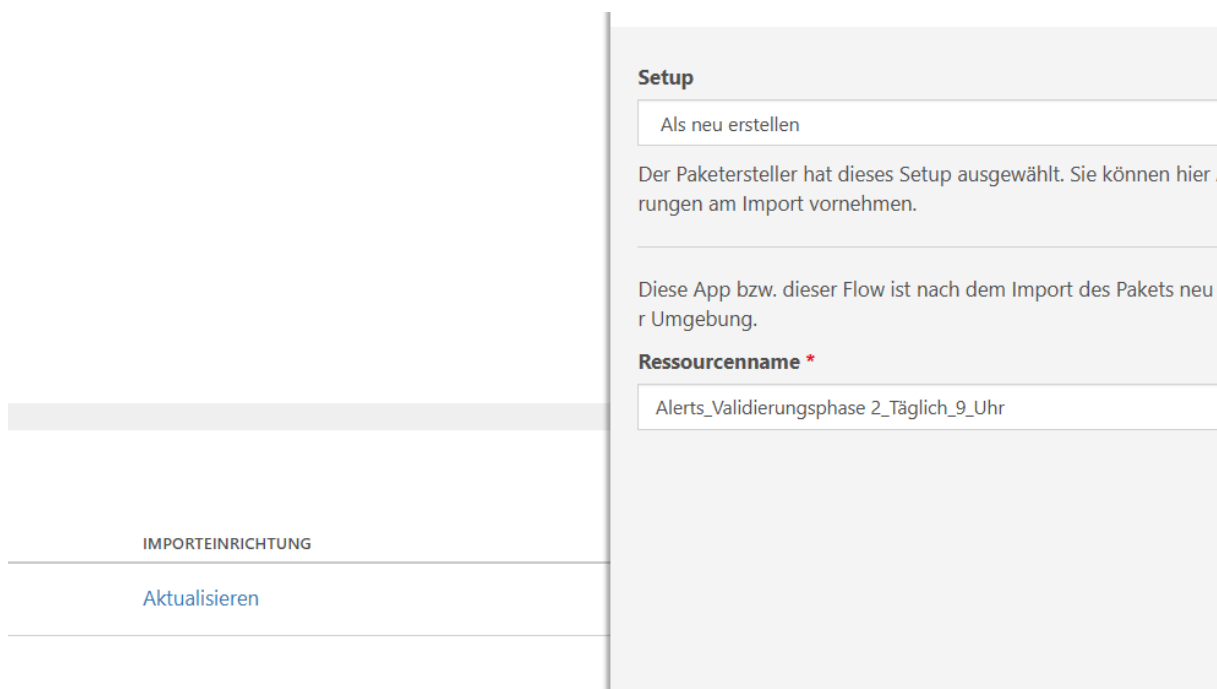 Setup
Als neu erstellen
Der Paketersteller hat dieses Setup ausgewählt. Sie können hier
rungen am Import vornehmen.
Diese App bzw. dieser Flow ist nach dem Import des Pakets neu
r Umgebung.
Ressourcenname *
Alerts_Validierungsphase 2_Täglich_9_Uhr
IMPORTEINRICHTUNG
Aktualisieren